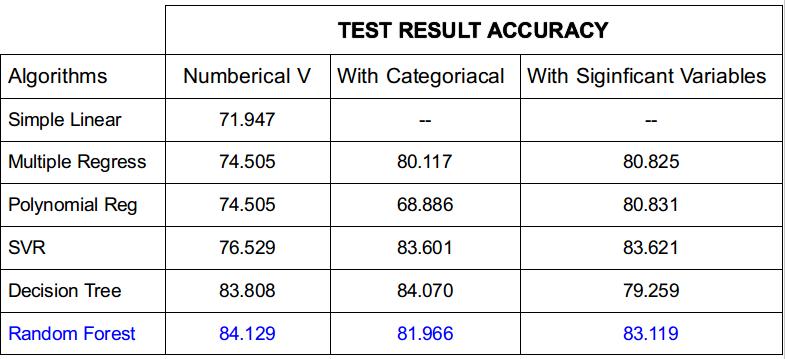 TEST RESULT ACCURACY
Algorithms Numberical V With Categoriacal With Siginficant Variables
Simple Linear 71.947 -- --
Multiple Regress 74.505 80.117 80.825
Polynomial Reg 74.505 68.886 80.831
SVR 76.529 83.601 83.621
Decision Tree 83.808 84.070 79.259
Random Forest 84.129 81.966 83.119